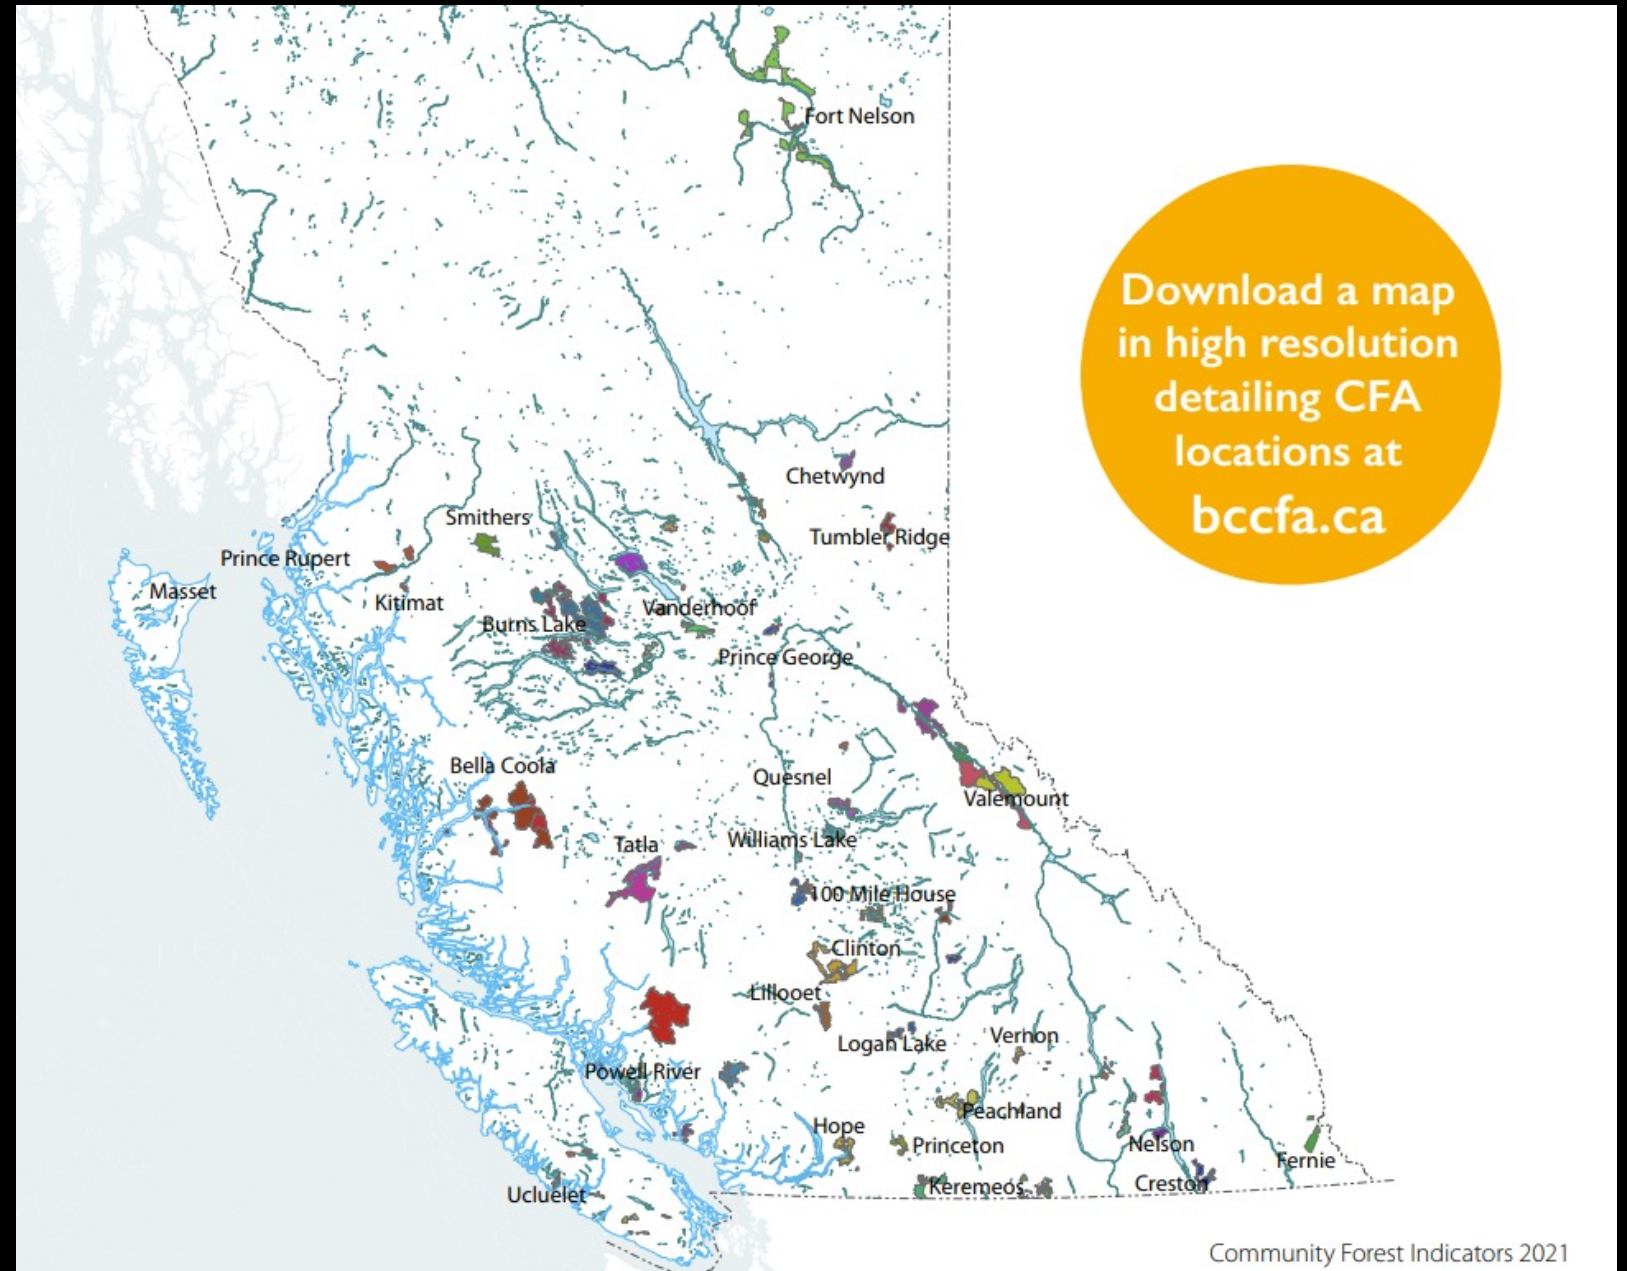 Fort Nelson
Download a map
in high resolution
detailing CFA
locations at
bccfa.ca
Chetwynd
Smithers
Tumbler Ridge
Prince Rupert
Masset
Kitimat
Vanderhoof
Burns Lake
Prince George
Bella Coola
Quesnel
Valemount
Tatla
Williams Lake
100 Mile House
Clinton
Lillooet
Vernon
Logan Lake
Powell River
Peachland
Hope
Princeton
Nelson
Fernie
Keremeos
Creston
Ucluelet
Community Forest Indicators 2021